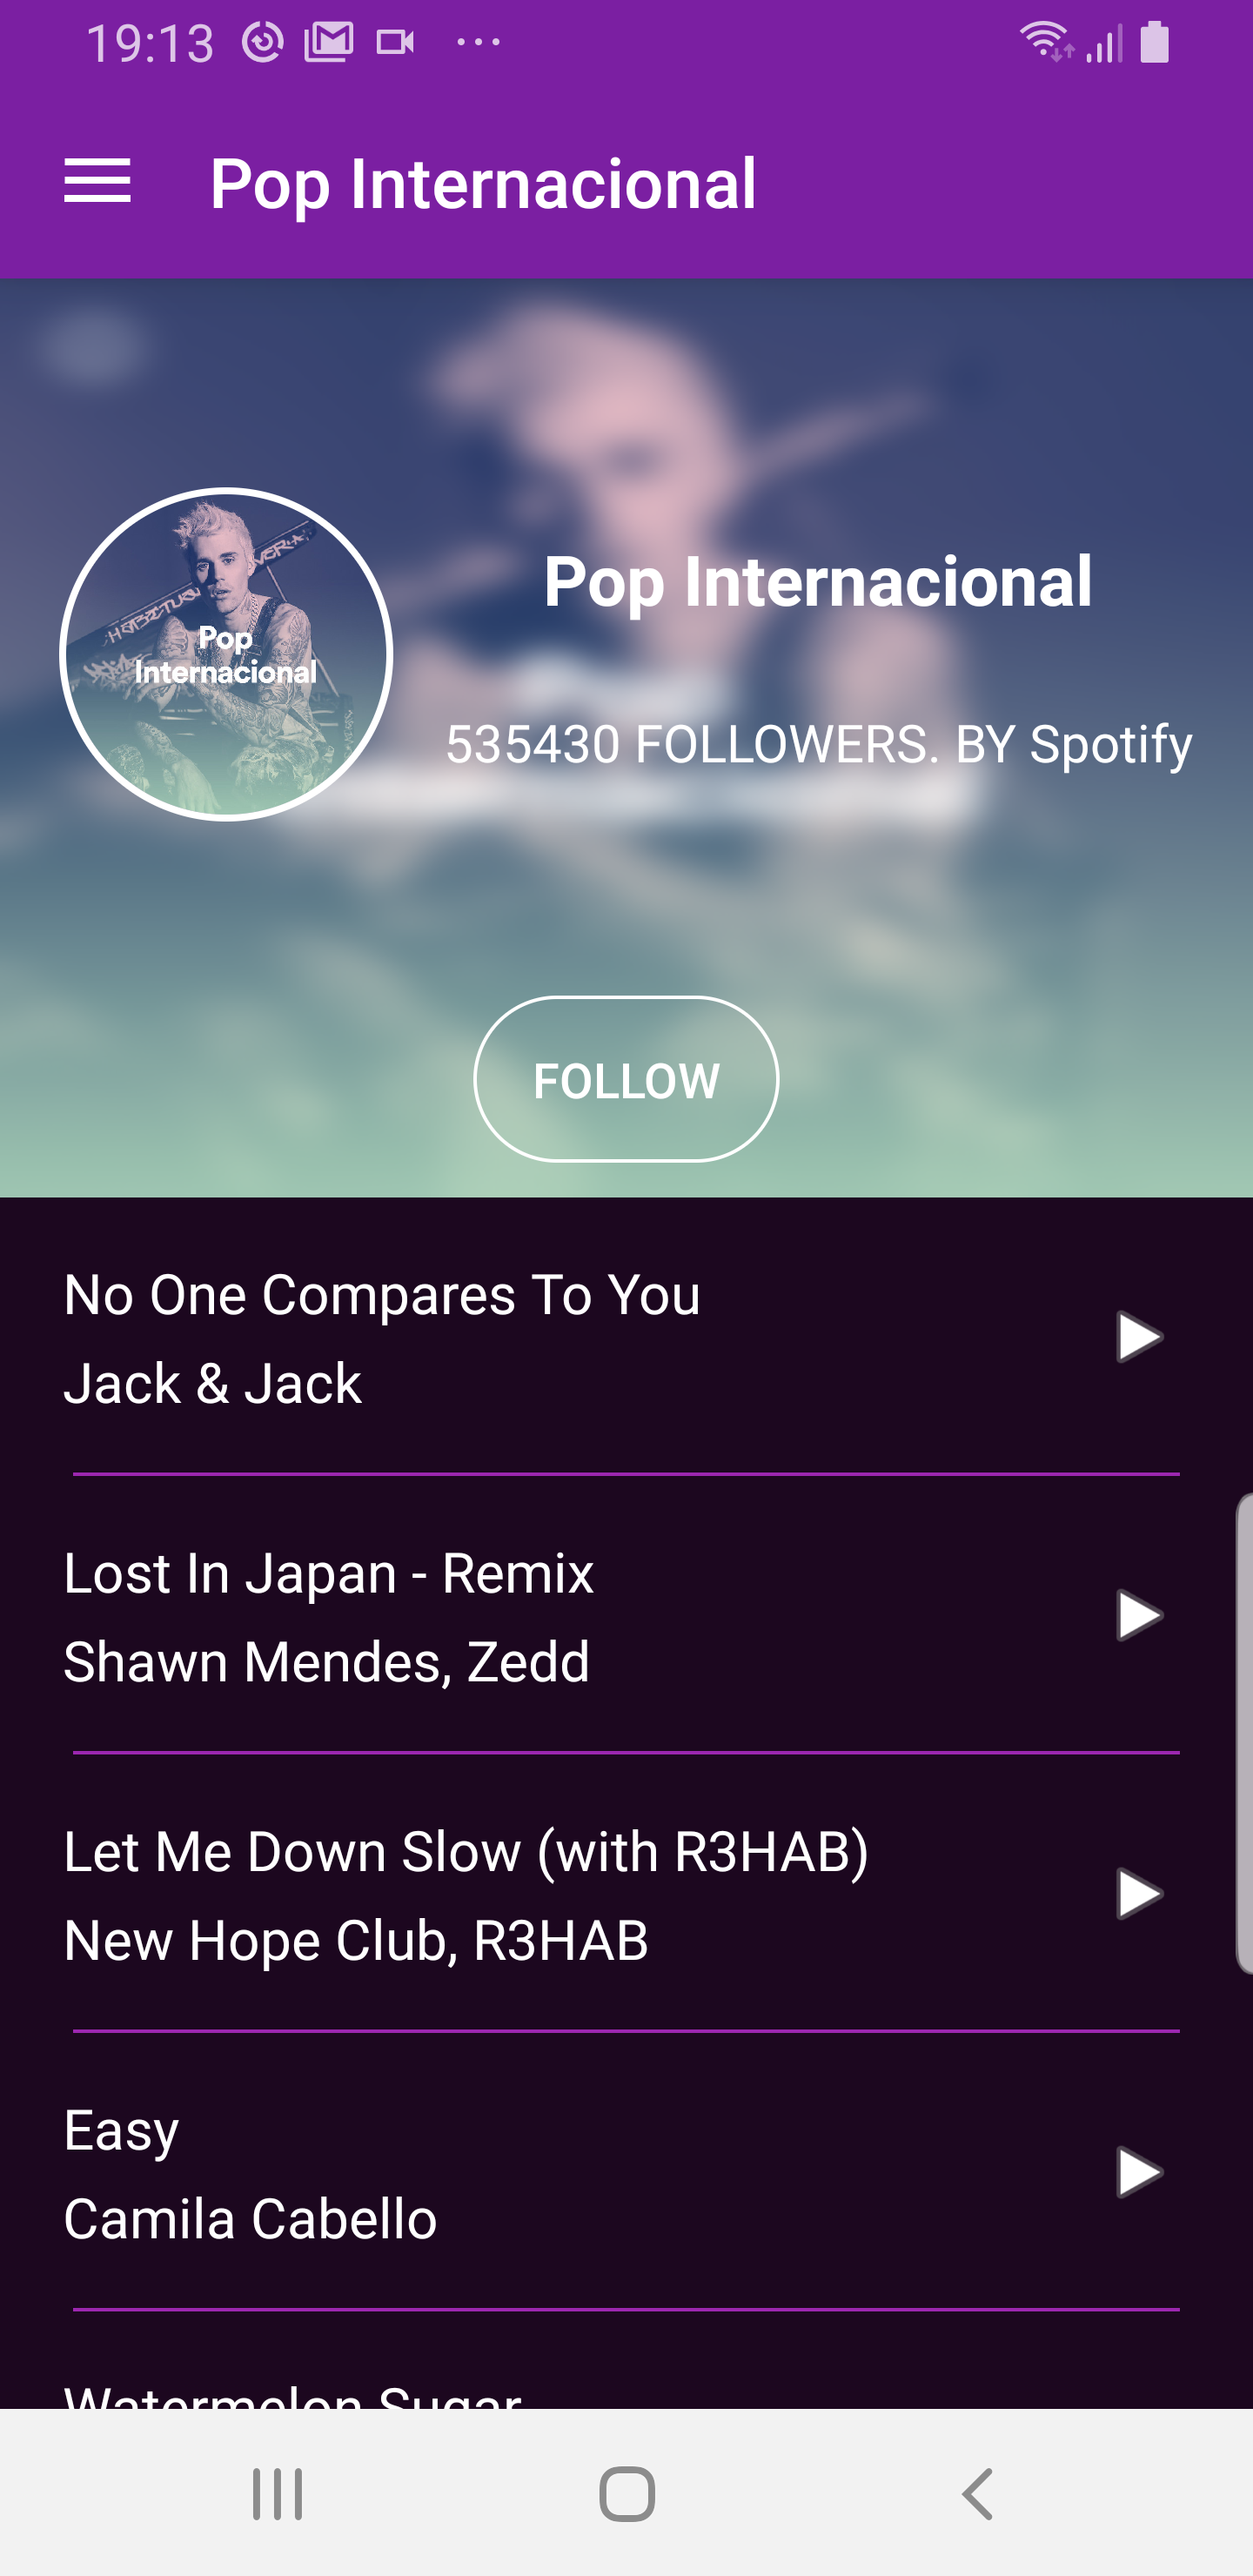 19:13
Pop Internacional
Pop
Internacional
Pop Internacional
535430 FOLLOWERS. BY Spotify
FOLLOW
No One Compares To You
Jack & Jack
Lost In Japan - Remix
Shawn Mendes, Zedd
Let Me Down Slow (with R3HAB)
New Hope Club, R3HAB
Easy
Camila Cabello
Watermelon Sugar